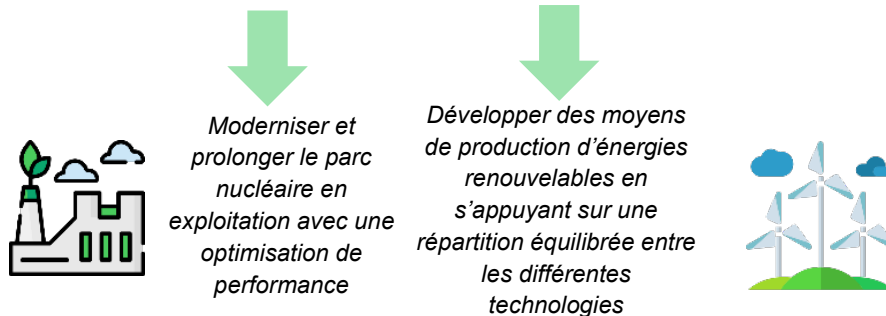 Moderniser et
prolonger le parc
nucléaire en
exploitation avec une
optimisation de
performance
Développer des moyens
de production d’énergies
renouvelables en
s’appuyant sur une
répartition équilibrée entre
les différentes
technologies